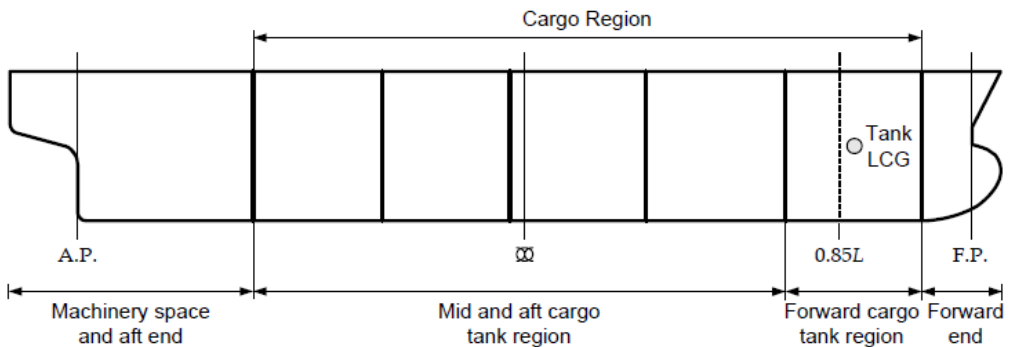 Cargo Region
Tank
LCG
A.P.
0.85L
F.P.
Machinery space
and aft end
Mid and aft cargo
tank region
Forward cargo
tank region
Forward
end